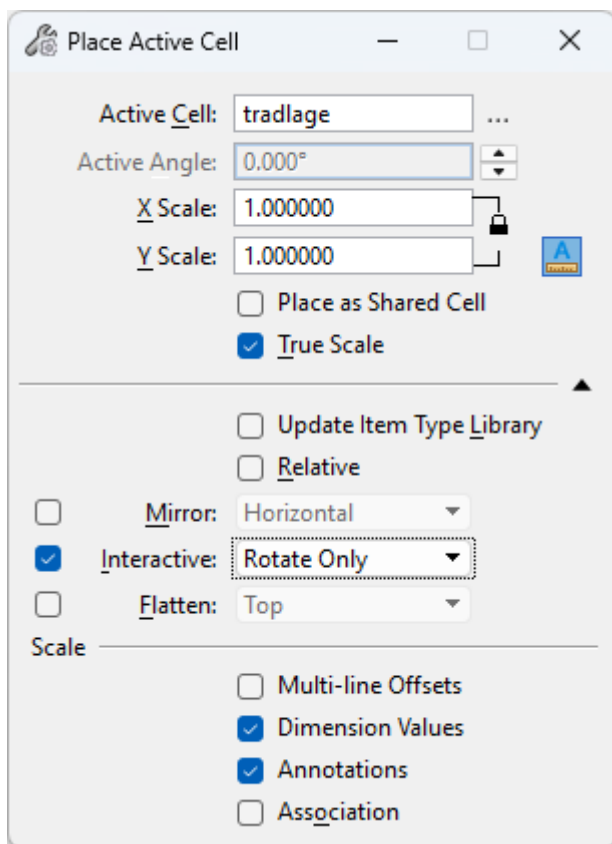 Place Active Cell
Active Cell: tradlage ...
Active Angle: 0.000°
X Scale: 1.000000
Y Scale: 1.000000
A
Place as Shared Cell
True Scale
Update Item Type Library
Relative
Mirror: Horizontal
Interactive: Rotate Only
Flatten: Top
Scale
Multi-line Offsets
Dimension Values
Annotations
Association